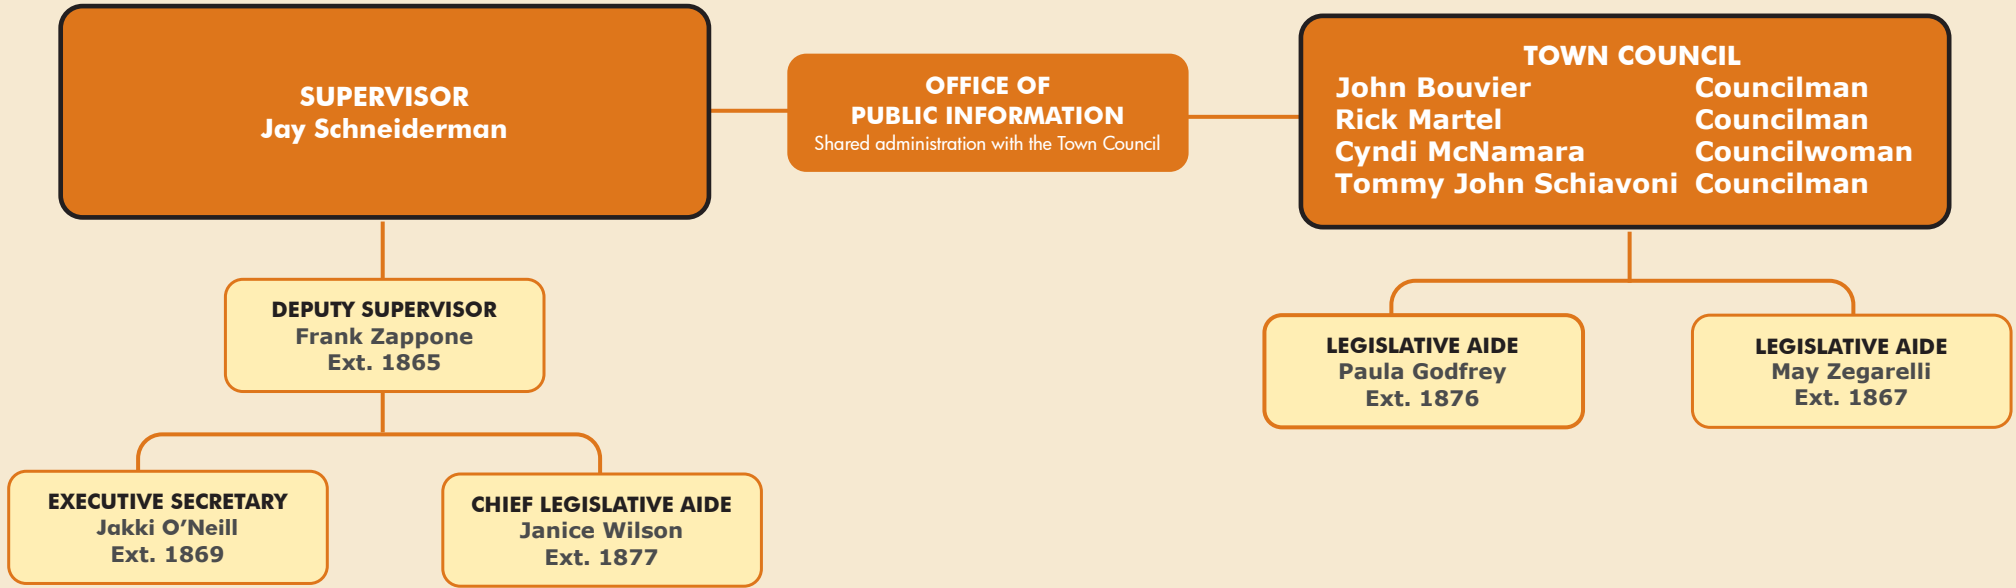 SUPERVISOR
Jay Schneiderman
OFFICE OF
PUBLIC INFORMATION
Shared administration with the Town Council
TOWN COUNCIL
John Bouvier Councilman
Rick Martel Councilman
Cyndi McNamara Councilwoman
Tommy John Schiavoni Councilman
DEPUTY SUPERVISOR
Frank Zappone
Ext. 1865
EXECUTIVE SECRETARY
Jakki O’Neill
Ext. 1869
CHIEF LEGISLATIVE AIDE
Janice Wilson
Ext. 1877
LEGISLATIVE AIDE
Paula Godfrey
Ext. 1876
LEGISLATIVE AIDE
May Zegarelli
Ext. 1867